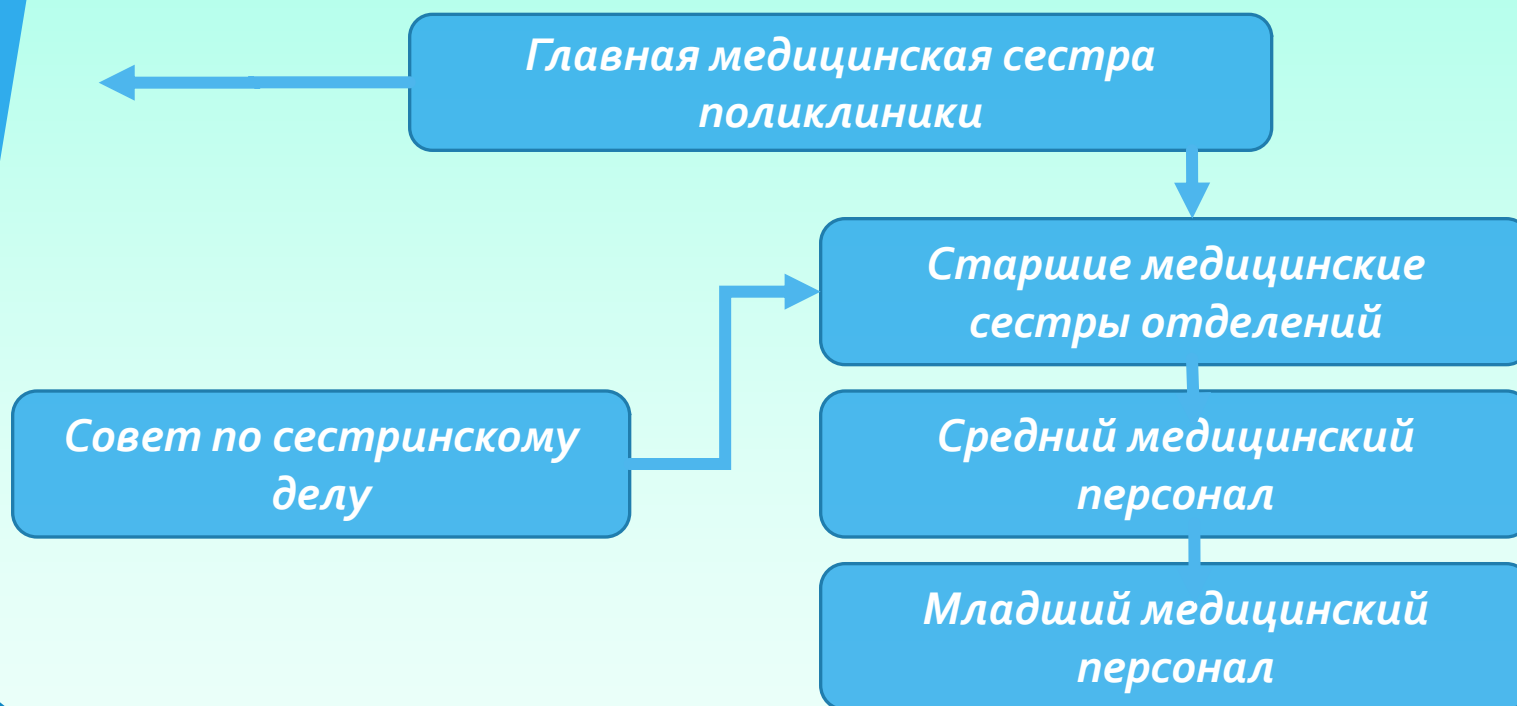 Главная медицинская сестра
поликлиники
Старшие медицинские
сестры отделений
Совет по сестринскому
делу
Средний медицинский
персонал
Младший медицинский
персонал